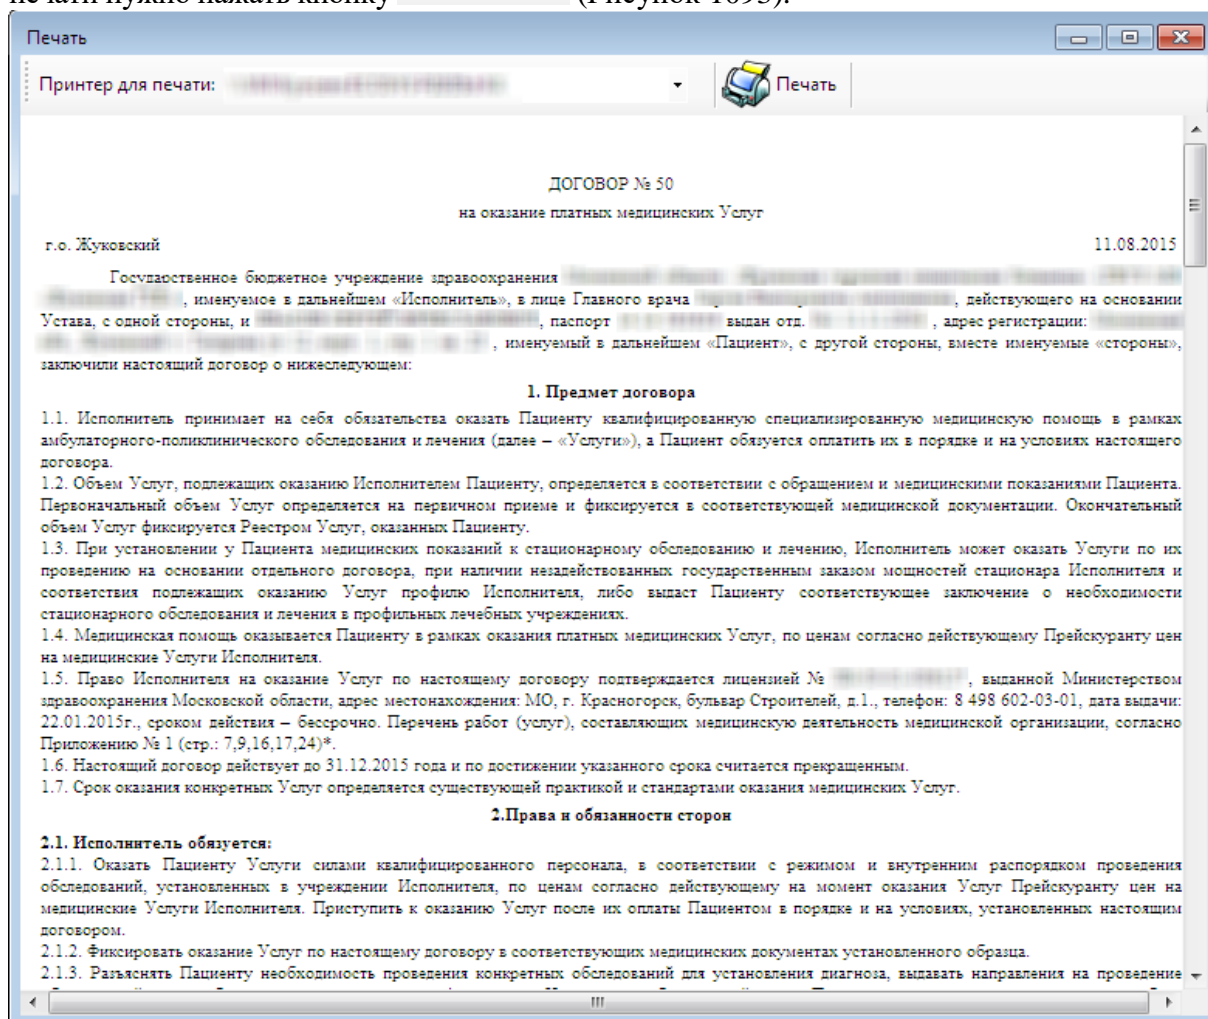 печати нужно нажать кнопку (Рисунок 1095).
Печать
Принтер для печати:
Печать
ДОГОВОР № 50
на оказание платных медицинских Услуг
г.о. Жуковский 11.08.2015
Государственное бюджетное учреждение здравоохранения
, именуемое в дальнейшем «Исполнитель», в лице Главного врача , действующего на основании
Устава, с одной стороны, и , паспорт выдан отд. , адрес регистрации:
, именуемый в дальнейшем «Пациент», с другой стороны, вместе именуемые «стороны»,
заключили настоящий договор о нижеследующем:
1. Предмет договора
1.1. Исполнитель принимает на себя обязательства оказать Пациенту квалифицированную специализированную медицинскую помощь в рамках
амбулаторного-поликлинического обследования и лечения (далее – «Услуги»), а Пациент обязуется оплатить их в порядке и на условиях настоящего
договора.
1.2. Объем Услуг, подлежащих оказанию Исполнителем Пациенту, определяется в соответствии с обращением и медицинскими показаниями Пациента.
Первоначальный объем Услуг определяется на первичном приеме и фиксируется в соответствующей медицинской документации. Окончательный
объем Услуг фиксируется Реестром Услуг, оказанных Пациенту.
1.3. При установлении у Пациента медицинских показаний к стационарному обследованию и лечению, Исполнитель может оказать Услуги по их
проведению на основании отдельного договора, при наличии незадействованных государственным заказом мощностей стационара Исполнителя и
соответствия подлежащих оказанию Услуг профилю Исполнителя, либо выдаст Пациенту соответствующее заключение о необходимости
стационарного обследования и лечения в профильных лечебных учреждениях.
1.4. Медицинская помощь оказывается Пациенту в рамках оказания платных медицинских Услуг, по ценам согласно действующему Прейскуранту цен
на медицинские Услуги Исполнителя.
1.5. Право Исполнителя на оказание Услуг по настоящему договору подтверждается лицензией № , выданной Министерством
здравоохранения Московской области, адрес местонахождения: МО, г. Красногорск, бульвар Строителей, д.1., телефон: 8 498 602-03-01, дата выдачи:
22.01.2015г., сроком действия – бессрочно. Перечень работ (услуг), составляющих медицинскую деятельность медицинской организации, согласно
Приложению № 1 (стр.: 7,9,16,17,24)*.
1.6. Настоящий договор действует до 31.12.2015 года и по достижении указанного срока считается прекращенным.
1.7. Срок оказания конкретных Услуг определяется существующей практикой и стандартами оказания медицинских Услуг.
2.Права и обязанности сторон
2.1. Исполнитель обязуется:
2.1.1. Оказать Пациенту Услуги силами квалифицированного персонала, в соответствии с режимом и внутренним распорядком проведения
обследований, установленных в учреждении Исполнителя, по ценам согласно действующему на момент оказания Услуг Прейскуранту цен на
медицинские Услуги Исполнителя. Приступить к оказанию Услуг после их оплаты Пациентом в порядке и на условиях, установленных настоящим
договором.
2.1.2. Фиксировать оказание Услуг по настоящему договору в соответствующих медицинских документах установленного образца.
2.1.3. Разъяснять Пациенту необходимость проведения конкретных обследований для установления диагноза, выдавать направления на проведение